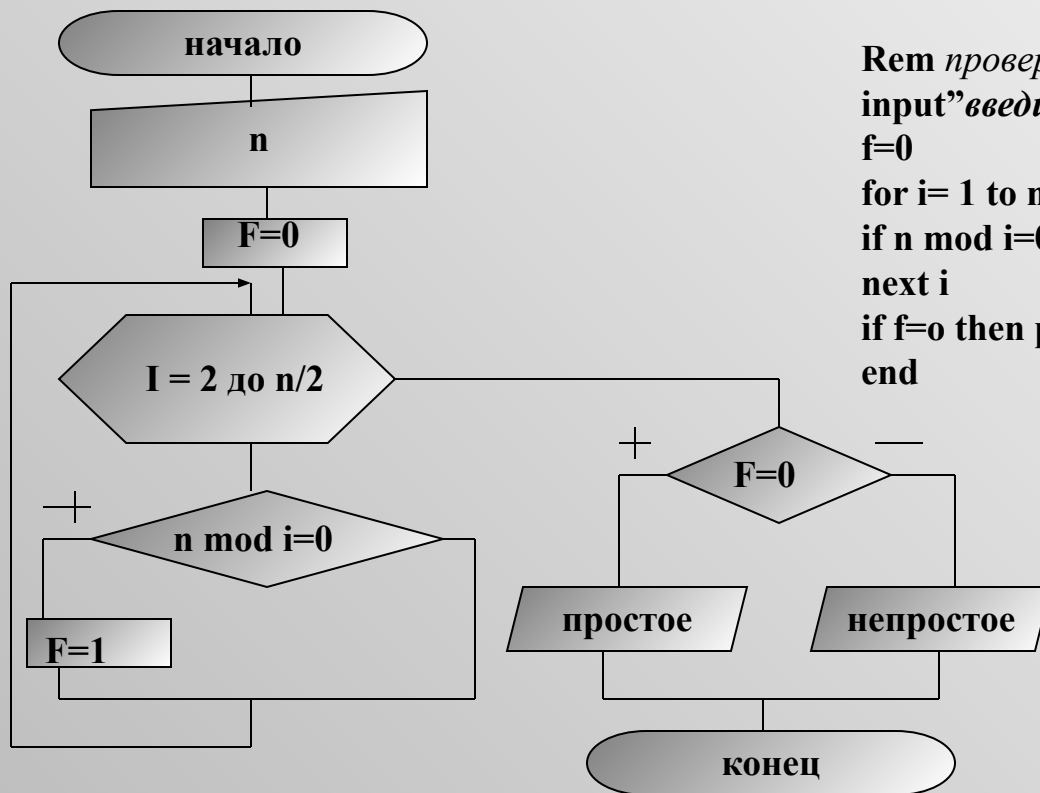 начало
n
F=0
I = 2 до n/2
n mod i=0
F=1
F=0
простое
непростое
конец
Rem
input”
f=0
for i= 1 to
if n mod i=0
next i
if f=o then
end